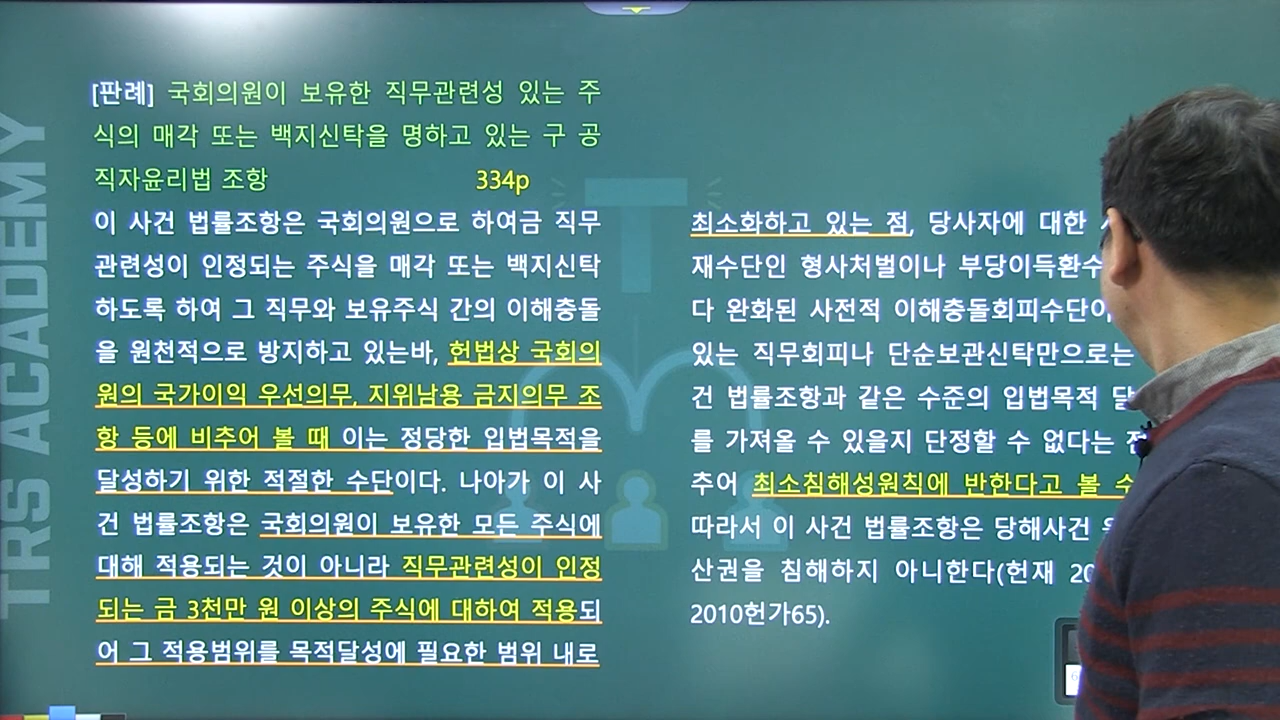 [판례] 국회의원이 보유한 직무관련성 있는 주
식의 매각 또는 백지신탁을 명하고 있는 구 공
직자윤리법 조항 334p
이 사건 법률조항은 국회의원으로 하여금 직무
관련성이 인정되는 주식을 매각 또는 백지신탁
하도록 하여 그 직무와 보유주식 간의 이해충돌
을 원천적으로 방지하고 있는바, 헌법상 국회의
원의 국가이익 우선의무, 지위남용 금지의무 조
항 등에 비추어 볼 때 이는 정당한 입법목적을
달성하기 위한 적절한 수단이다. 나아가 이 사
건 법률조항은 국회의원이 보유한 모든 주식에
대해 적용되는 것이 아니라 직무관련성이 인정
되는 금 3천만 원 이상의 주식에 대하여 적용되
어 그 적용범위를 목적달성에 필요한 범위 내로
최소화하고 있는 점, 당사자에 대한
재수단인 형사처벌이나 부당이득환수
다 완화된 사전적 이해충돌회피수단이
있는 직무회피나 단순보관신탁만으로는
건 법률조항과 같은 수준의 입법목적 달
를 가져올 수 있을지 단정할 수 없다는
추어 최소침해성원칙에 반한다고 볼 수
따라서 이 사건 법률조항은 당해사건
산권을 침해하지 아니한다(헌재 20
2010헌가65).
TRS ACADEMY